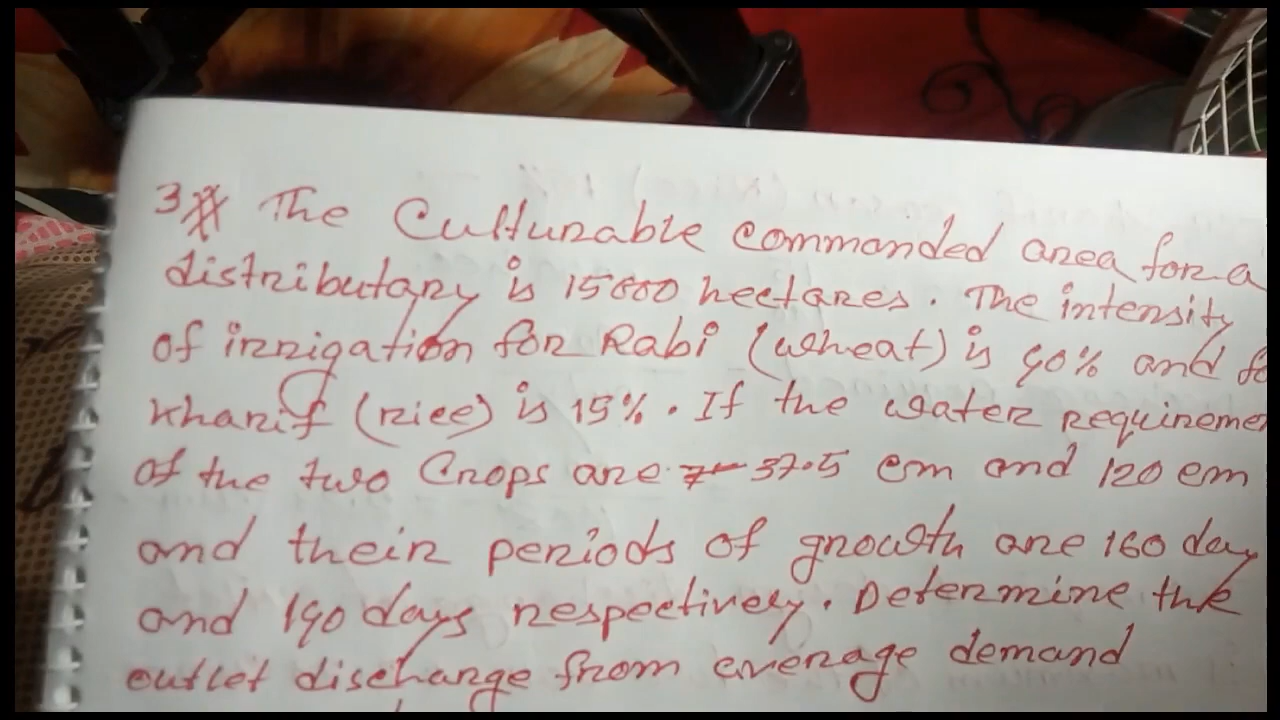 3 The Culturable commanded area for a
distributary is 15000 hectares. The intensity
of irrigation for Rabi (wheat) is 40% and fo
kharif (rice) is 15%. If the water requireme
of the two Crops are 37.5 cm and 120 cm
and their periods of growth are 160 day
and 140 days respectively. Determine the
outlet discharge from average demand